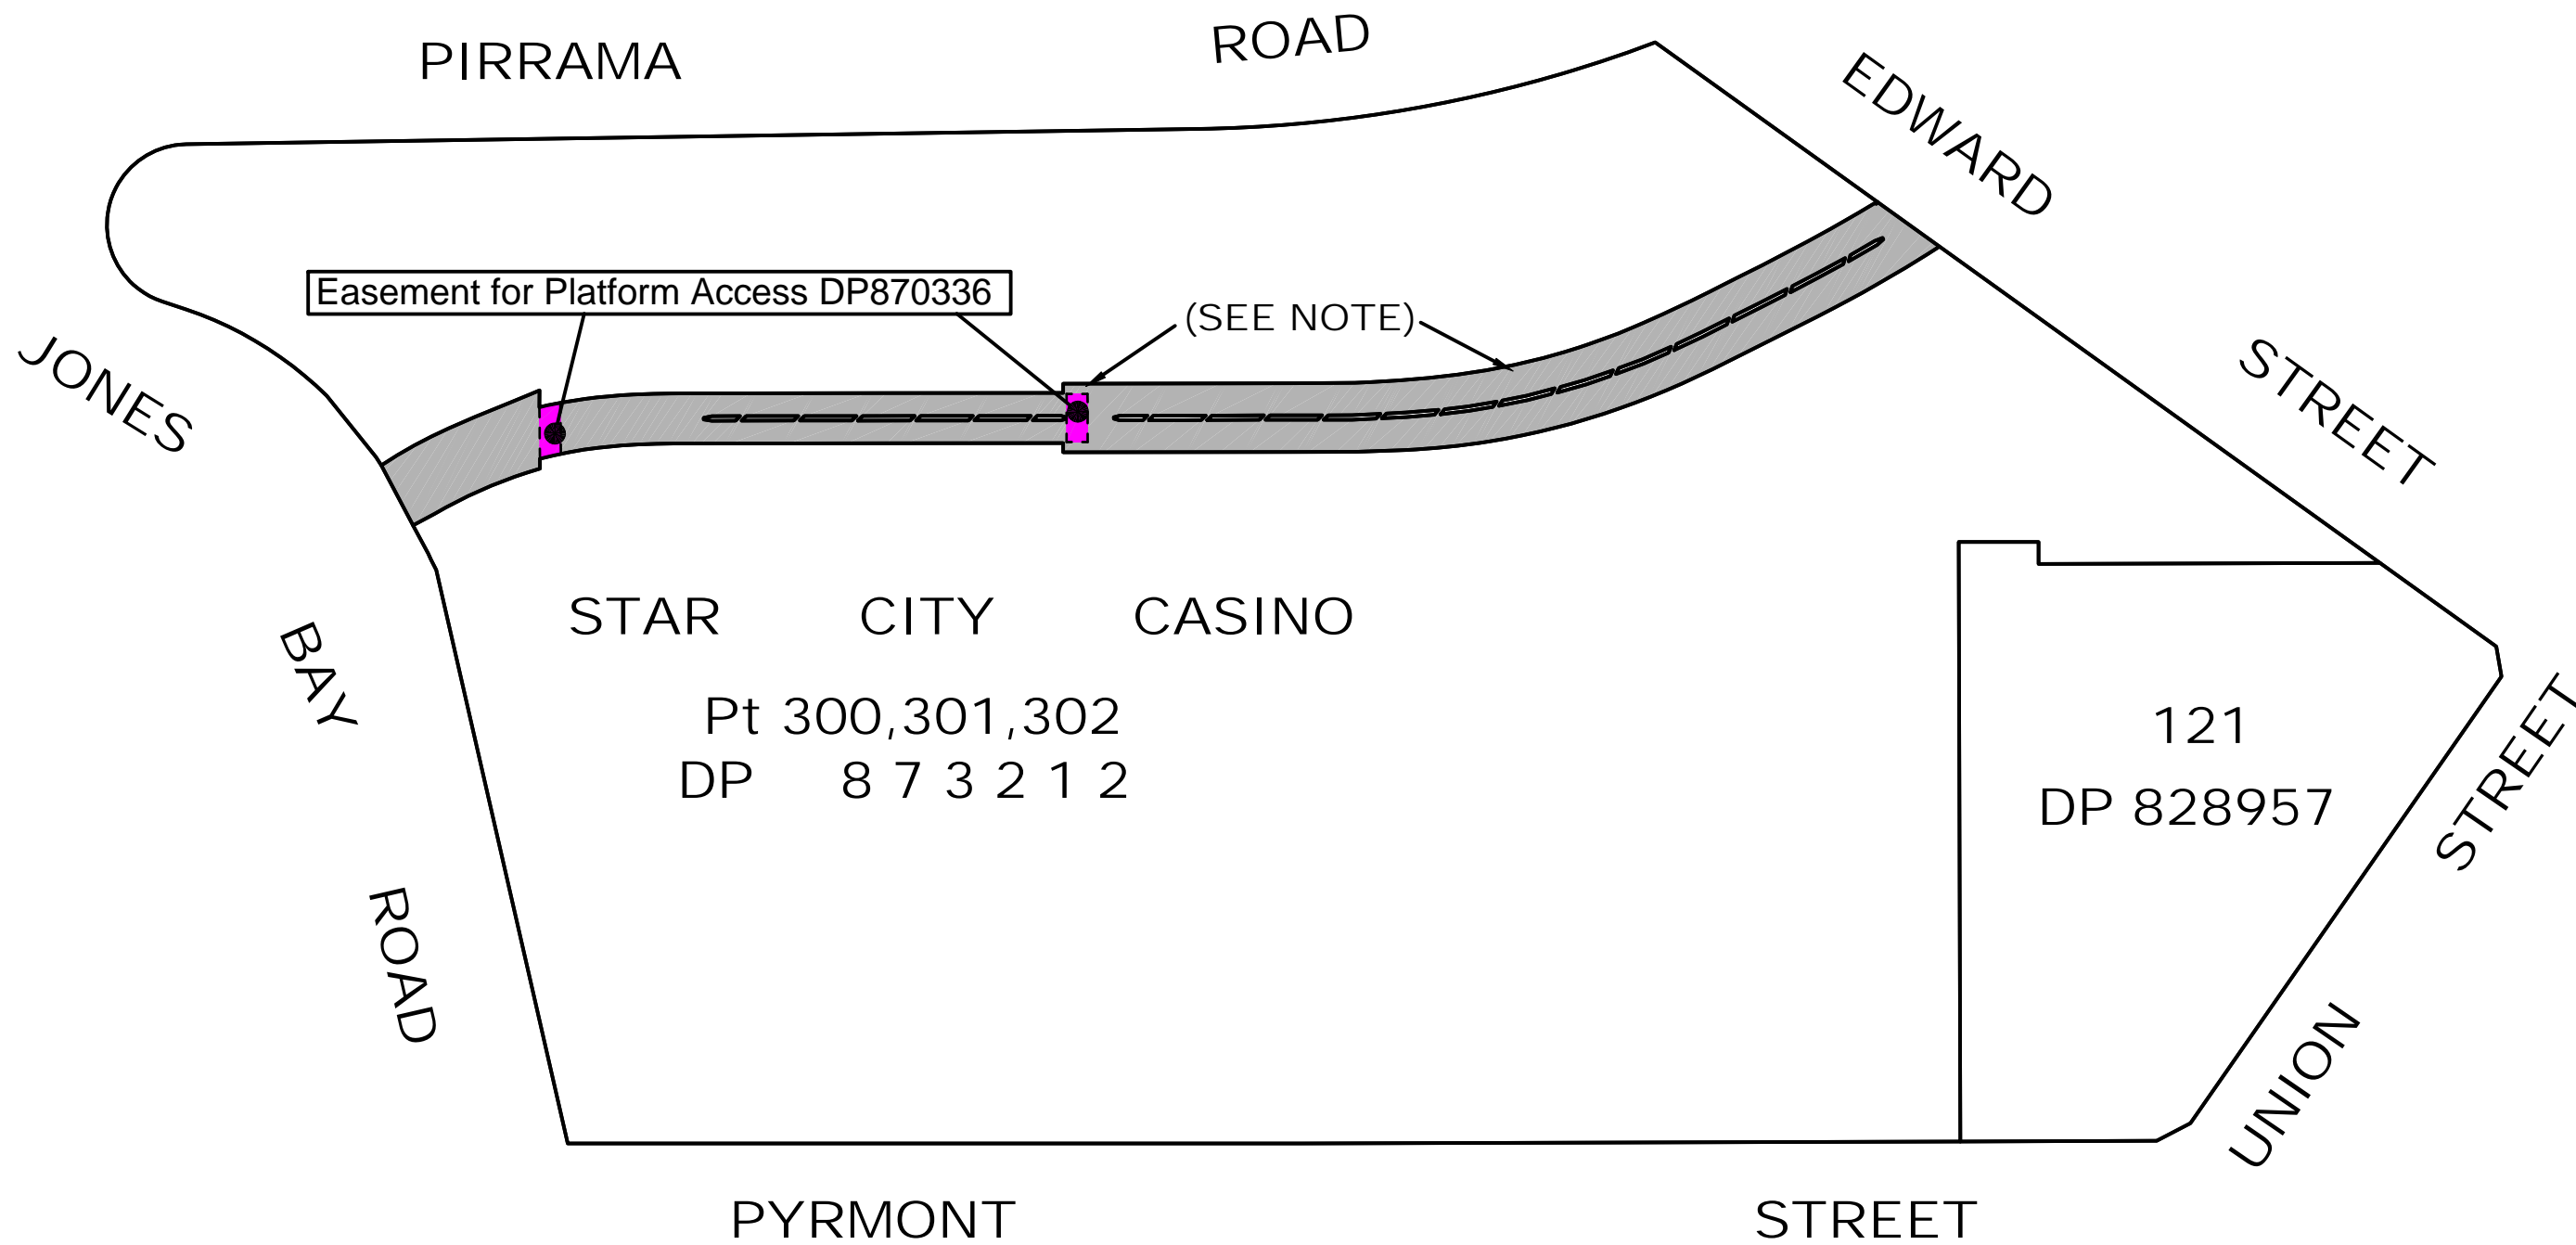 PIRRAMA ROAD
EDWARD STREET
Easement for Platform Access DP870336
(SEE NOTE)
JONES BAY ROAD
STAR CITY CASINO
Pt 300,301,302
DP 8 7 3 2 1 2
121
DP 828957
UNION STREET
PYRMONT STREET